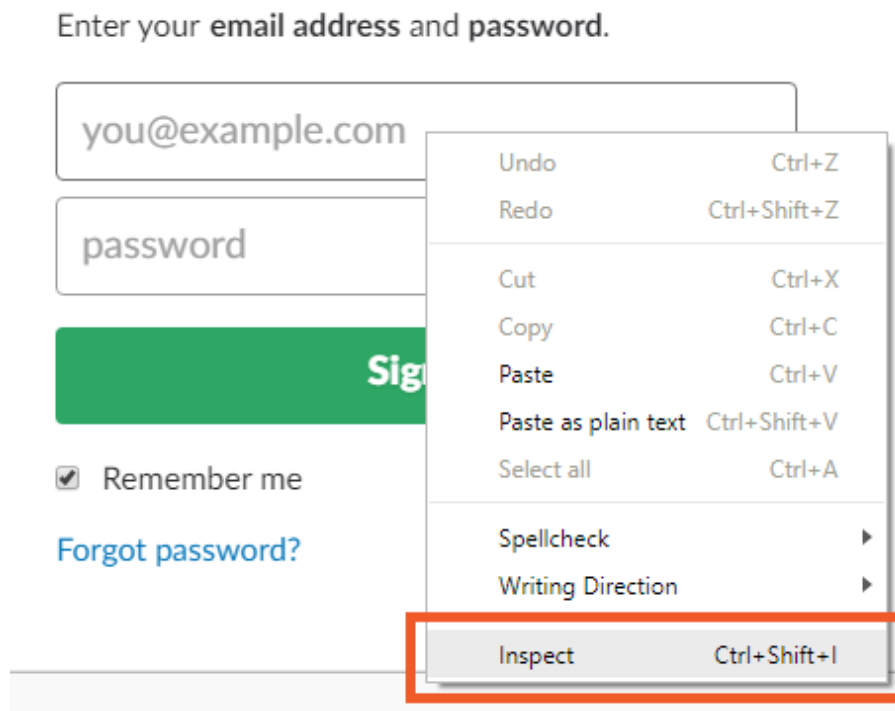 Enter your email address and password.
you@example.com
password
Sig
Remember me
Forgot password?
Undo Ctrl+Z
Redo Ctrl+Shift+Z
Cut Ctrl+X
Copy Ctrl+C
Paste Ctrl+V
Paste as plain text Ctrl+Shift+V
Select all Ctrl+A
Spellcheck
Writing Direction
Inspect Ctrl+Shift+I